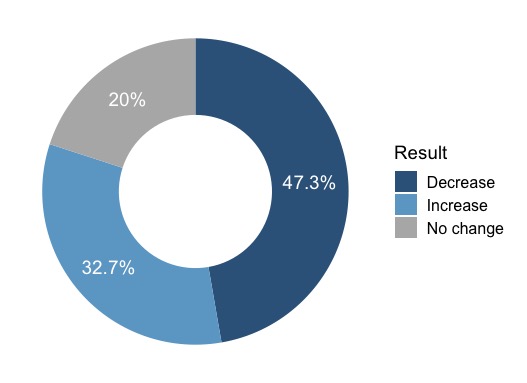 20%
47.3%
32.7%
Result
Decrease
Increase
No change